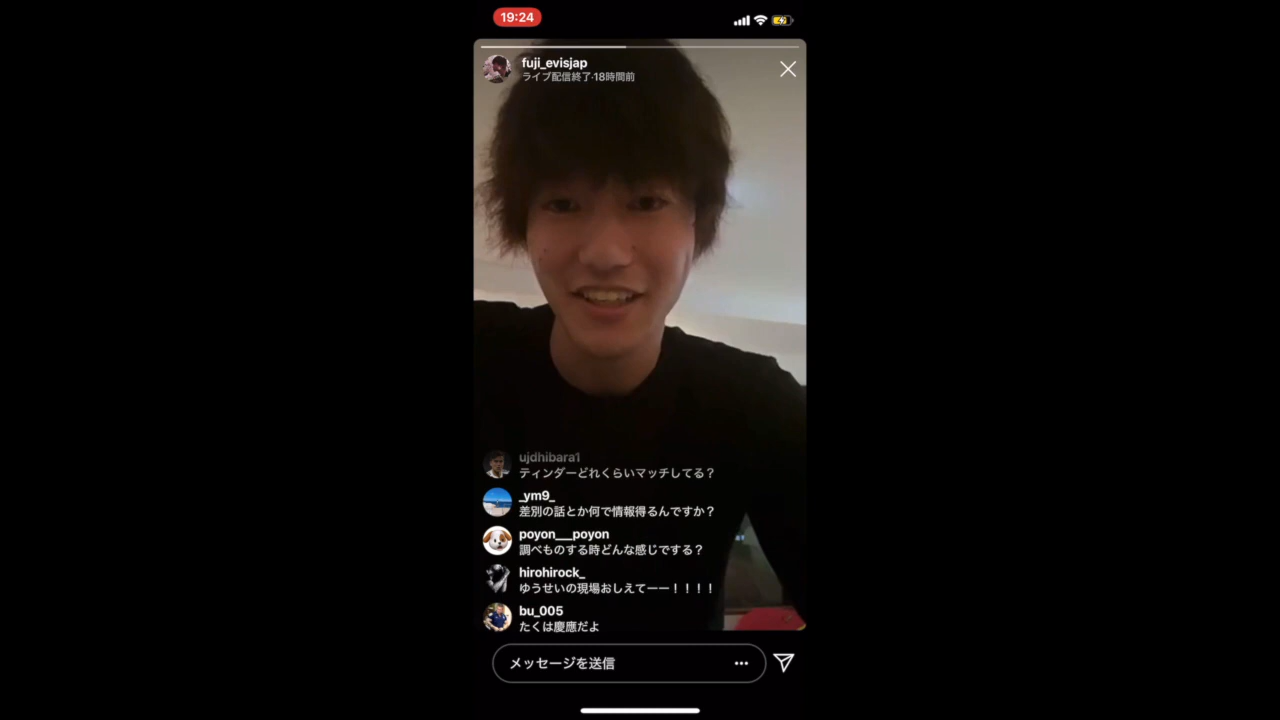 19:24
fuji_evisjap
ライブ配信終了·18時間前
ujdhibara1
ティンダーどれくらいマッチしてる？
_ym9_
差別の話とか何で情報得るんですか？
poyon___poyon
調べものする時どんな感じでする？
hirohirock_
ゆうせいの現場おしえてーー！！！！
bu_005
たくは慶應だよ
メッセージを送信